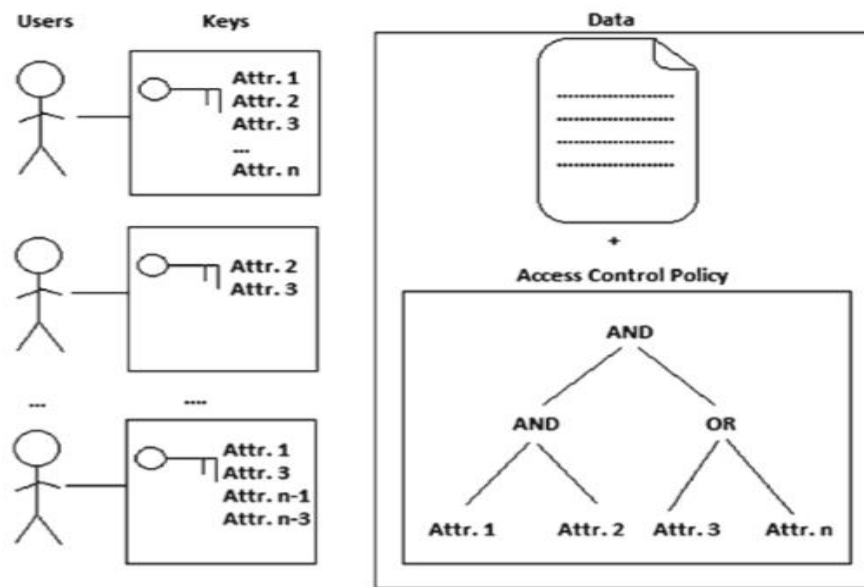 Users
Keys
Data
Attr. 1
Attr. 2
Attr. 3
...
Attr. n
+
Attr. 2
Attr. 3
Access Control Policy
AND
AND
OR
Attr. 1
Attr. 2
Attr. 3
Attr. n
...
....
Attr. 1
Attr. 3
Attr. n-1
Attr. n-3